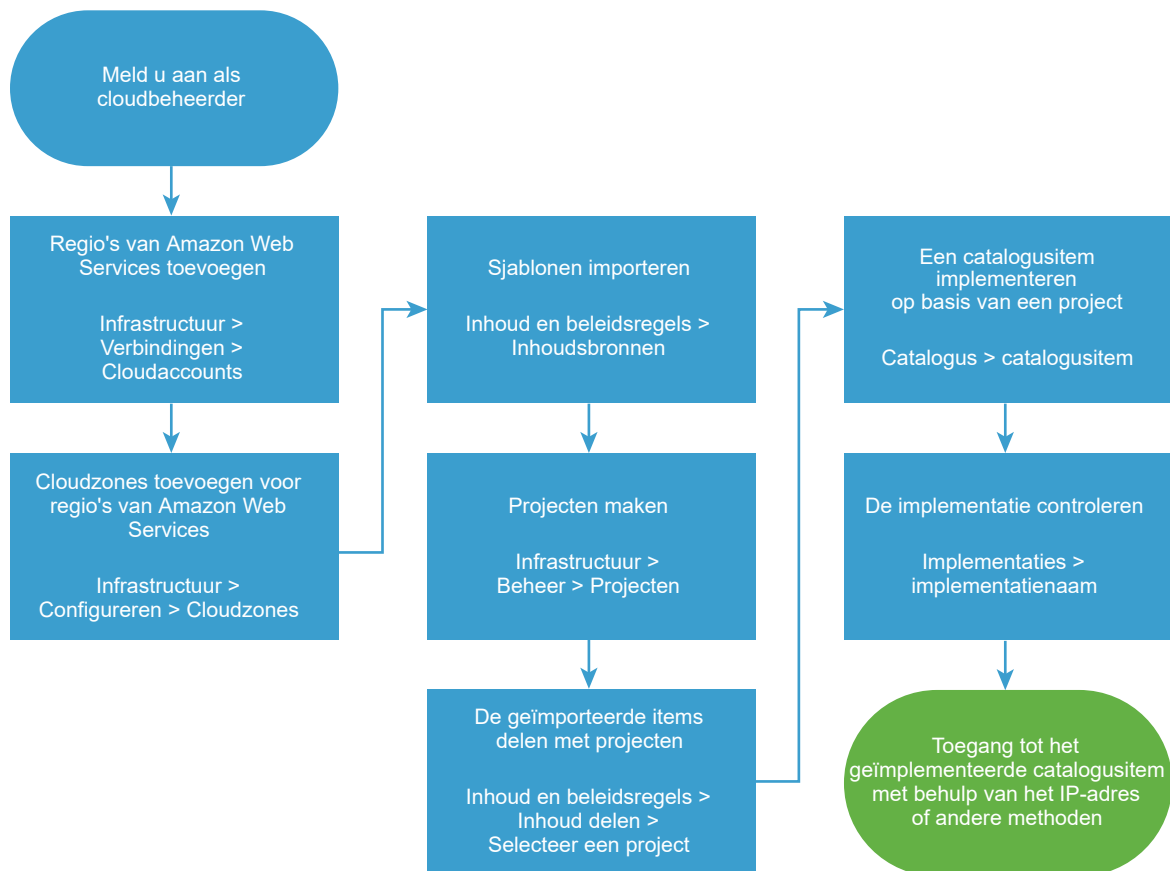 Meld u aan als
cloudbeheerder
Regio's van Amazon Web
Services toevoegen
Infrastructuur >
Verbindingen >
Cloudaccounts
Cloudzones toevoegen voor
regio's van Amazon Web
Services
Infrastructuur >
Configureren > Cloudzones
Sjablonen importeren
Inhoud en beleidsregels >
Inhoudsbronnen
Projecten maken
Infrastructuur >
Beheer > Projecten
De geïmporteerde items
delen met projecten
Inhoud en beleidsregels >
Inhoud delen >
Selecteer een project
Een catalogusitem
implementeren
op basis van een project
Catalogus > catalogusitem
De implementatie controleren
Implementaties >
implementatienaam
Toegang tot het
geïmplementeerde catalogusitem
met behulp van het IP-adres
of andere methoden